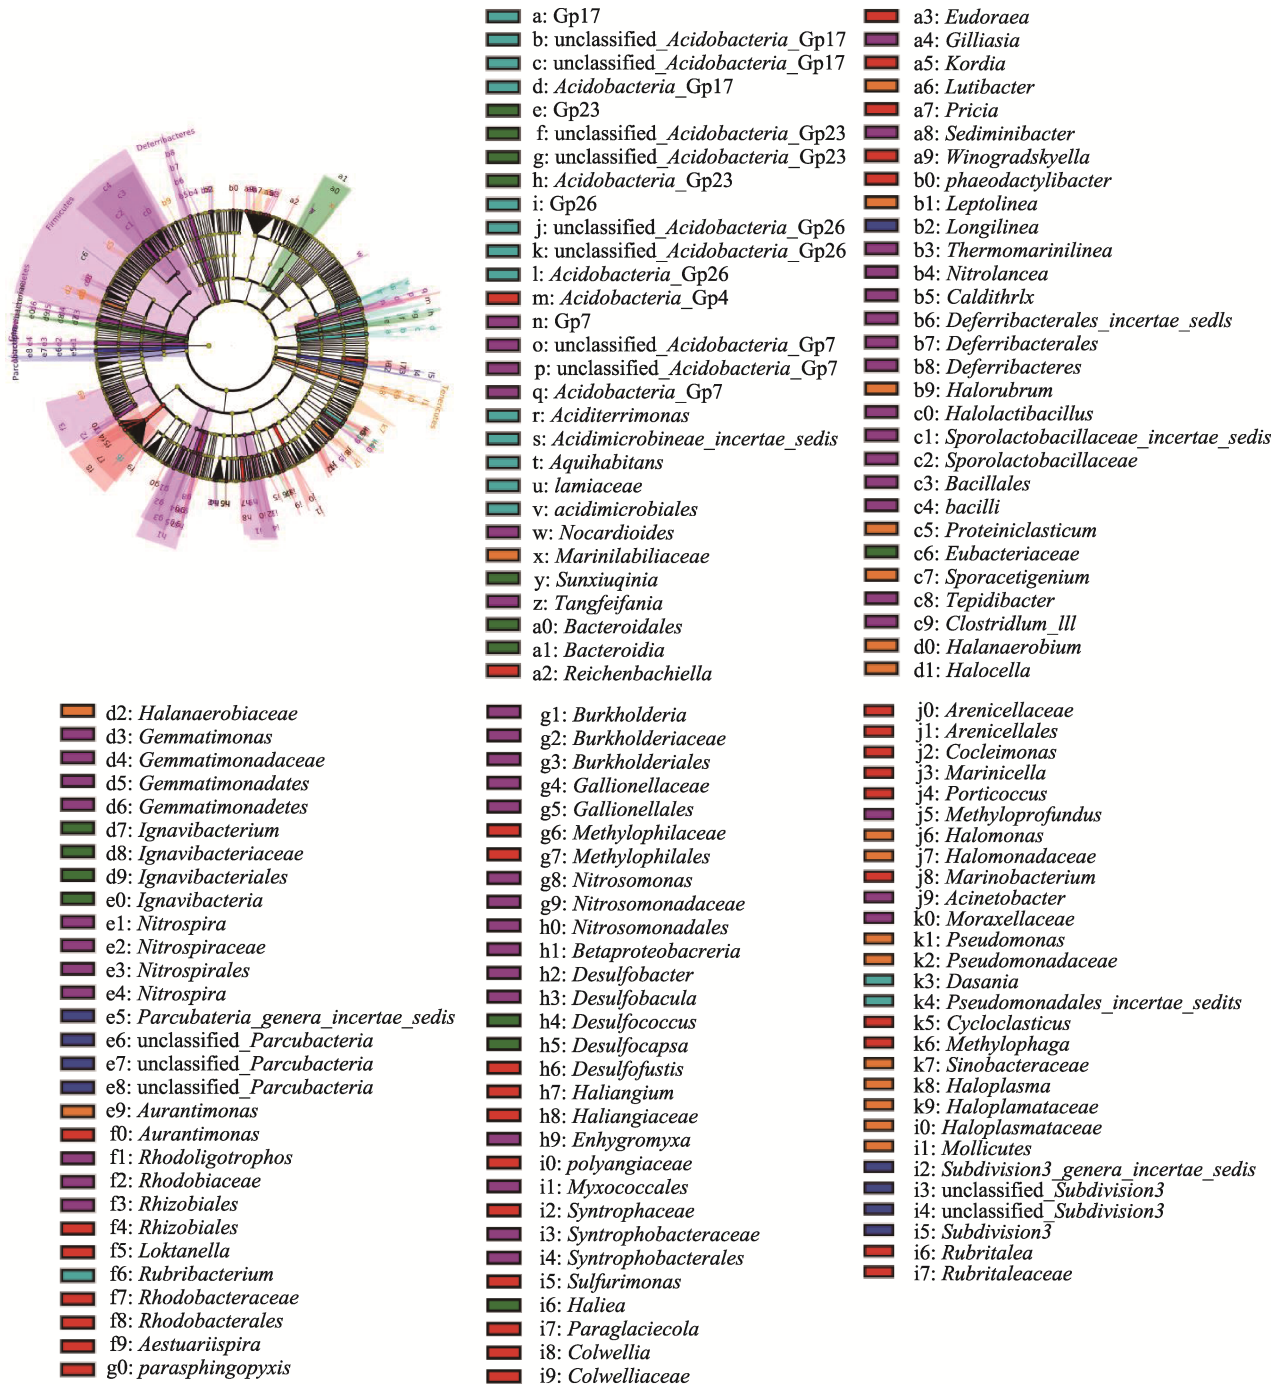 Deferribacteres
Firmicutes
Tenericutes
a: Gp17
b: unclassified_Acidobacteria_Gp17
c: unclassified_Acidobacteria_Gp17
d: Acidobacteria_Gp17
e: Gp23
f: unclassified_Acidobacteria_Gp23
g: unclassified_Acidobacteria_Gp23
h: Acidobacteria_Gp23
i: Gp26
j: unclassified_Acidobacteria_Gp26
k: unclassified_Acidobacteria_Gp26
l: Acidobacteria_Gp26
m: Acidobacteria_Gp4
n: Gp7
o: unclassified_Acidobacteria_Gp7
p: unclassified_Acidobacteria_Gp7
q: Acidobacteria_Gp7
r: Aciditerrimonas
s: Acidimicrobineae_incertae_sedis
t: Aquihabitans
u: lamiaceae
v: acidimicrobiales
w: Nocardioides
x: Marinilabiliaceae
y: Sunxiuqinia
z: Tangfeifania
a0: Bacteroidales
a1: Bacteroidia
a2: Reichenbachiella
a3: Eudoraea
a4: Gilliasia
a5: Kordia
a6: Lutibacter
a7: Pricia
a8: Sediminibacter
a9: Winogradskyella
b0: phaeodactylibacter
b1: Leptolinea
b2: Longilinea
b3: Thermomarinilinea
b4: Nitrolancea
b5: Caldithrlx
b6: Deferribacterales_incertae_sedls
b7: Deferribacterales
b8: Deferribacteres
b9: Halorubrum
c0: Halolactibacillus
c1: Sporolactobacillaceae_incertae_sedis
c2: Sporolactobacillaceae
c3: Bacillales
c4: bacilli
c5: Proteiniclasticum
c6: Eubacteriaceae
c7: Sporacetigenium
c8: Tepidibacter
c9: Clostridlum_lll
d0: Halanaerobium
d1: Halocella
d2: Halanaerobiaceae
d3: Gemmatimonas
d4: Gemmatimonadaceae
d5: Gemmatimonadates
d6: Gemmatimonadetes
d7: Ignavibacterium
d8: Ignavibacteriaceae
d9: Ignavibacteriales
e0: Ignavibacteria
e1: Nitrospira
e2: Nitrospiraceae
e3: Nitrospirales
e4: Nitrospira
e5: Parcubateria_genera_incertae_sedis
e6: unclassified_Parcubacteria
e7: unclassified_Parcubacteria
e8: unclassified_Parcubacteria
e9: Aurantimonas
f0: Aurantimonas
f1: Rhodoligotrophos
f2: Rhodobiaceae
f3: Rhizobiales
f4: Rhizobiales
f5: Loktanella
f6: Rubribacterium
f7: Rhodobacteraceae
f8: Rhodobacterales
f9: Aestuariispira
g0: parasphingopyxis
g1: Burkholderia
g2: Burkholderiaceae
g3: Burkholderiales
g4: Gallionellaceae
g5: Gallionellales
g6: Methylophilaceae
g7: Methylophilales
g8: Nitrosomonas
g9: Nitrosomonadaceae
h0: Nitrosomonadales
h1: Betaproteobacreria
h2: Desulfobacter
h3: Desulfobacula
h4: Desulfococcus
h5: Desulfocapsa
h6: Desulfofustis
h7: Haliangium
h8: Haliangiaceae
h9: Enhygromyxa
i0: polyangiaceae
i1: Myxococcales
i2: Syntrophaceae
i3: Syntrophobacteraceae
i4: Syntrophobacterales
i5: Sulfurimonas
i6: Haliea
i7: Paraglaciecola
i8: Colwellia
i9: Colwelliaceae
j0: Arenicellaceae
j1: Arenicellales
j2: Cocleimonas
j3: Marinicella
j4: Porticoccus
j5: Methyloprofundus
j6: Halomonas
j7: Halomonadaceae
j8: Marinobacterium
j9: Acinetobacter
k0: Moraxellaceae
k1: Pseudomonas
k2: Pseudomonadaceae
k3: Dasania
k4: Pseudomonadales_incertae_sedits
k5: Cycloclasticus
k6: Methylophaga
k7: Sinobacteraceae
k8: Haloplasma
k9: Haloplamataceae
i0: Haloplasmataceae
i1: Mollicutes
i2: Subdivision3_genera_incertae_sedis
i3: unclassified_Subdivision3
i4: unclassified_Subdivision3
i5: Subdivision3
i6: Rubritalea
i7: Rubritaleaceae